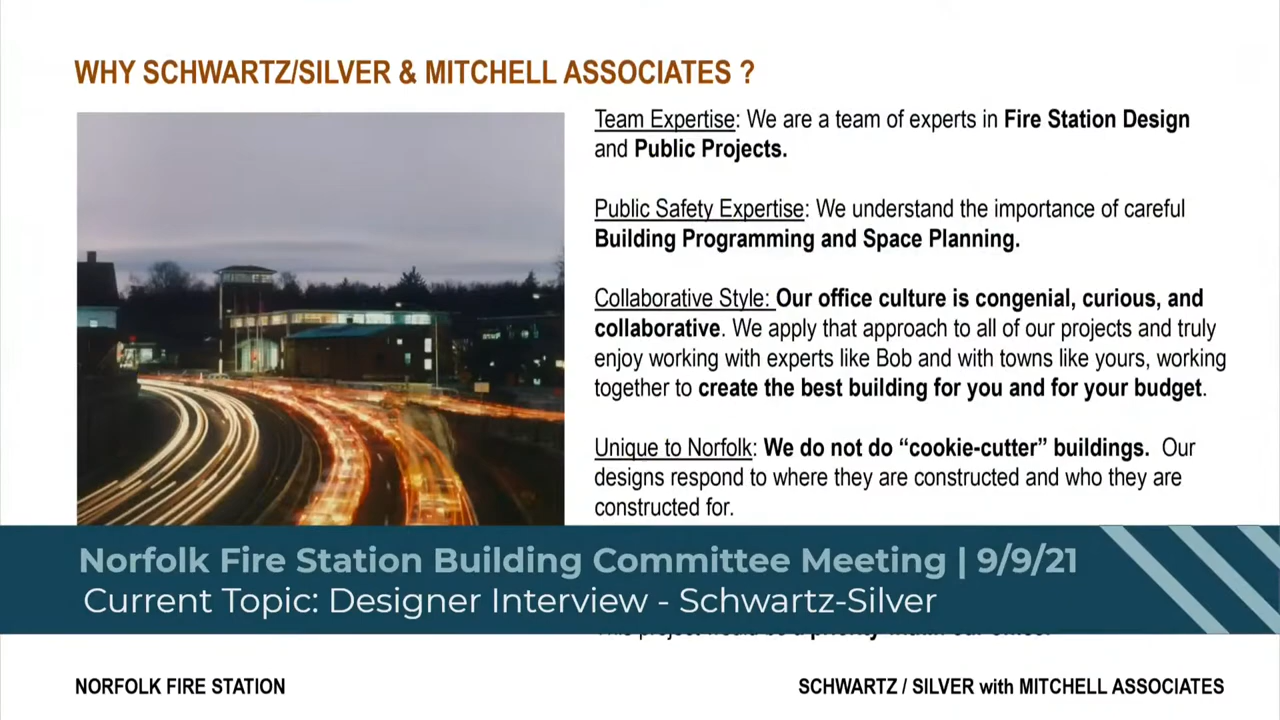 WHY SCHWARTZ/SILVER & MITCHELL ASSOCIATES ?
Team Expertise: We are a team of experts in Fire Station Design
and Public Projects.
Public Safety Expertise: We understand the importance of careful
Building Programming and Space Planning.
Collaborative Style: Our office culture is congenial, curious, and
collaborative. We apply that approach to all of our projects and truly
enjoy working with experts like Bob and with towns like yours, working
together to create the best building for you and for your budget.
Unique to Norfolk: We do not do “cookie-cutter” buildings. Our
designs respond to where they are constructed and who they are
constructed for.
Norfolk Fire Station Building Committee Meeting | 9/9/21
Current Topic: Designer Interview - Schwartz-Silver
NORFOLK FIRE STATION
SCHWARTZ / SILVER with MITCHELL ASSOCIATES